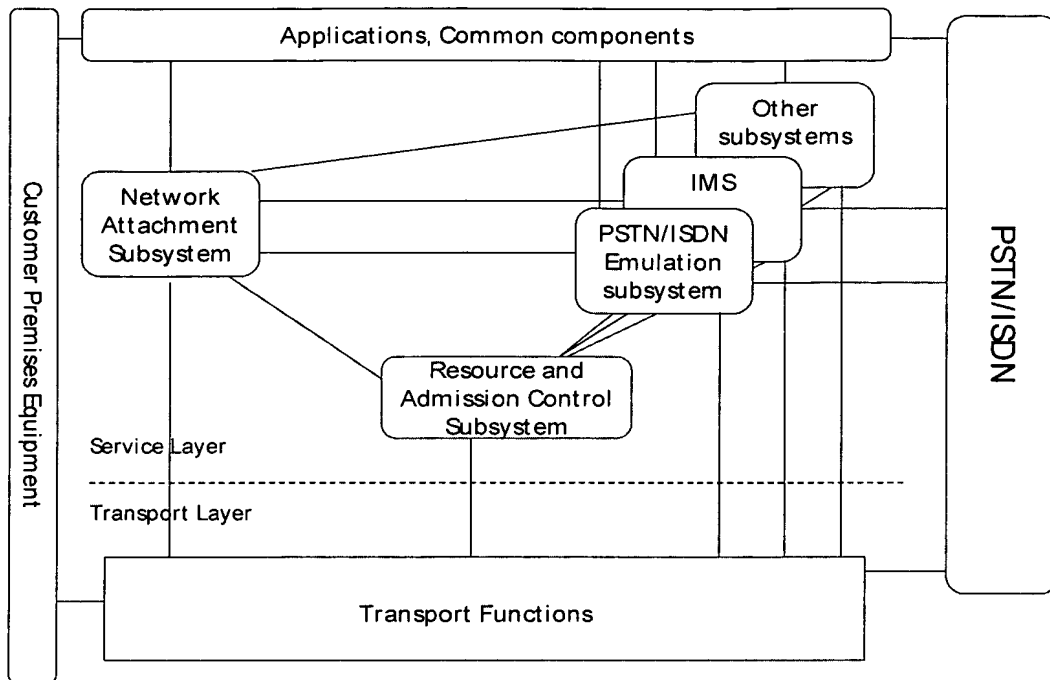 Applications, Common components
Other
subsystems
IMS
Network
Attachment
Subsystem
PSTN/ISDN
Emulation
subsystem
Resource and
Admission Control
Subsystem
Service Layer
Transport Layer
Transport Functions
Customer Premises Equipment
PSTN/ISDN